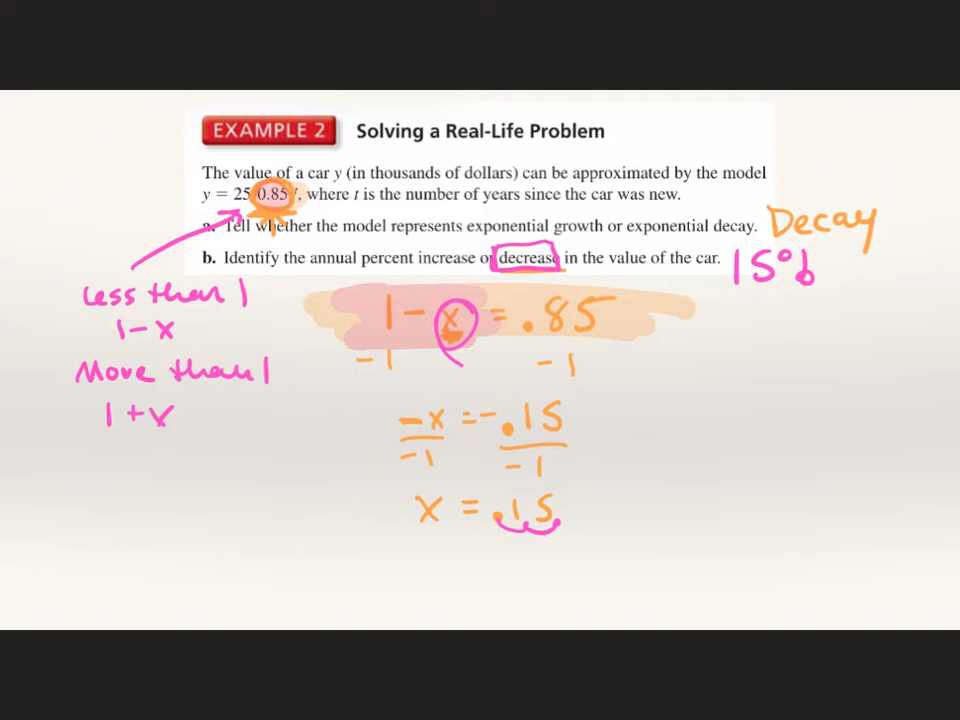 EXAMPLE 2 Solving a Real-Life Problem
The value of a car y (in thousands of dollars) can be approximated by the model
y = 25(0.85)t, where t is the number of years since the car was new.
a. Tell whether the model represents exponential growth or exponential decay.
Decay
b. Identify the annual percent increase or decrease in the value of the car.
15%
Less than 1
1 - x
More than 1
1 + x
1 - x = .85
-1 -1
-x = -.15
-1 -1
x = .15.